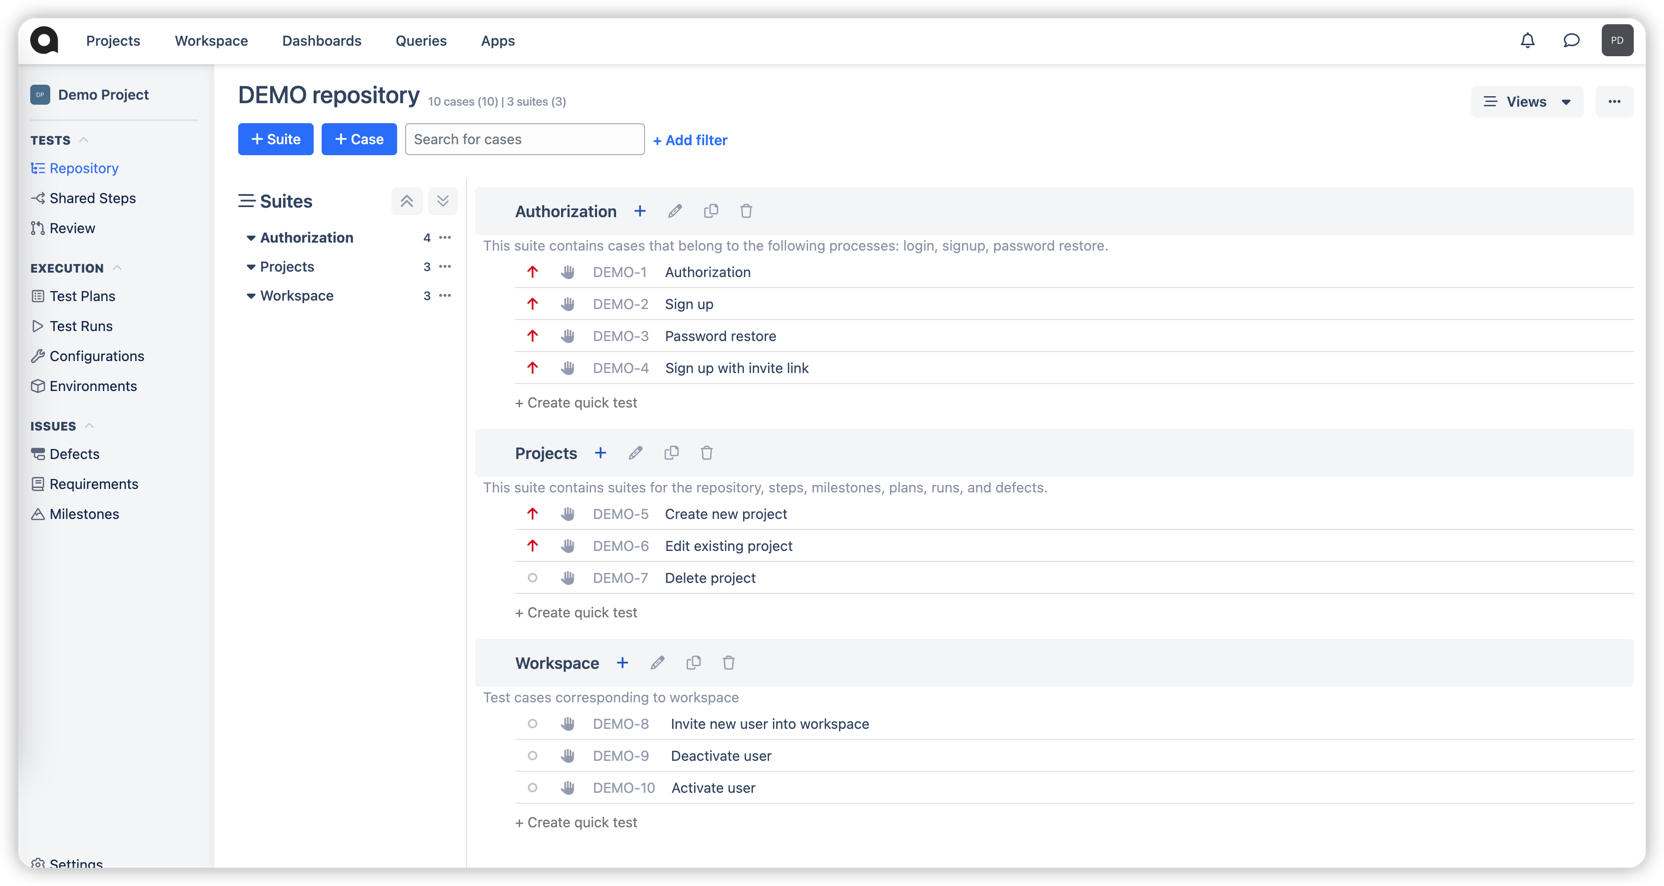 Projects Workspace Dashboards Queries Apps PD
DP Demo Project
TESTS
Repository
Shared Steps
Review
EXECUTION
Test Plans
Test Runs
Configurations
Environments
ISSUES
Defects
Requirements
Milestones
Settings
DEMO repository 10 cases (10) | 3 suites (3)
Views
+ Suite + Case Search for cases + Add filter
Suites
Authorization 4
Projects 3
Workspace 3
Authorization
This suite contains cases that belong to the following processes: login, signup, password restore.
DEMO-1 Authorization
DEMO-2 Sign up
DEMO-3 Password restore
DEMO-4 Sign up with invite link
+ Create quick test
Projects
This suite contains suites for the repository, steps, milestones, plans, runs, and defects.
DEMO-5 Create new project
DEMO-6 Edit existing project
DEMO-7 Delete project
+ Create quick test
Workspace
Test cases corresponding to workspace
DEMO-8 Invite new user into workspace
DEMO-9 Deactivate user
DEMO-10 Activate user
+ Create quick test